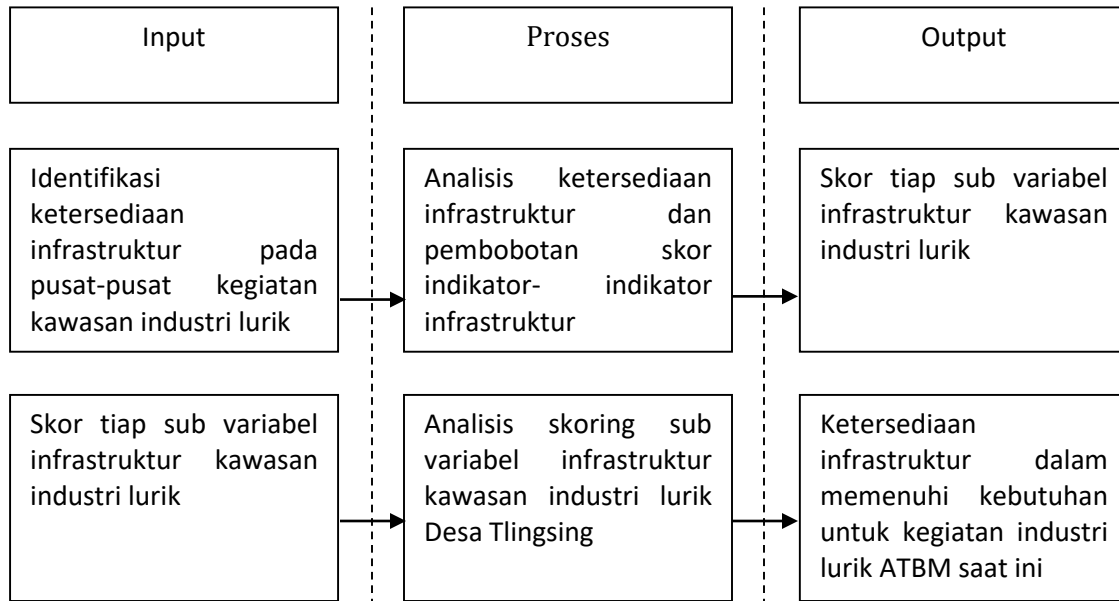 Input
Proses
Output
Identifikasi
ketersediaan
infrastruktur pada
pusat-pusat kegiatan
kawasan industri lurik
Analisis ketersediaan
infrastruktur dan
pembobotan skor
indikator- indikator
infrastruktur
Skor tiap sub variabel
infrastruktur kawasan
industri lurik
Skor tiap sub variabel
infrastruktur kawasan
industri lurik
Analisis skoring sub
variabel infrastruktur
kawasan industri lurik
Desa Tlingsing
Ketersediaan
infrastruktur dalam
memenuhi kebutuhan
untuk kegiatan industri
lurik ATBM saat ini